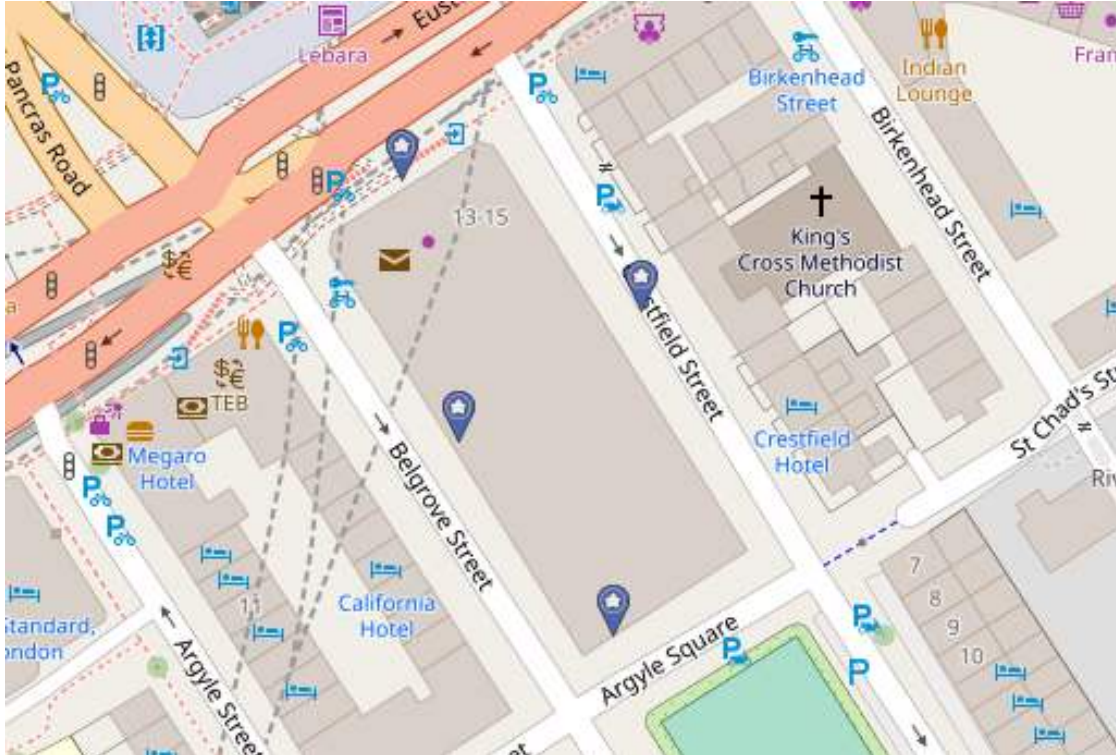 Eust
Lebara
Pancras Road
Birkenhead
Street
Indian
Lounge
Fran
Birkenhead Street
13-15
King's
Cross Methodist
Church
a
stfield Street
TEB
Megaro
Hotel
Belgrove Street
Crestfield
Hotel
St Chad's St
Riv
7
8
9
10
11
California
Hotel
Standard,
ondon
Argyle Street
Argyle Square
P